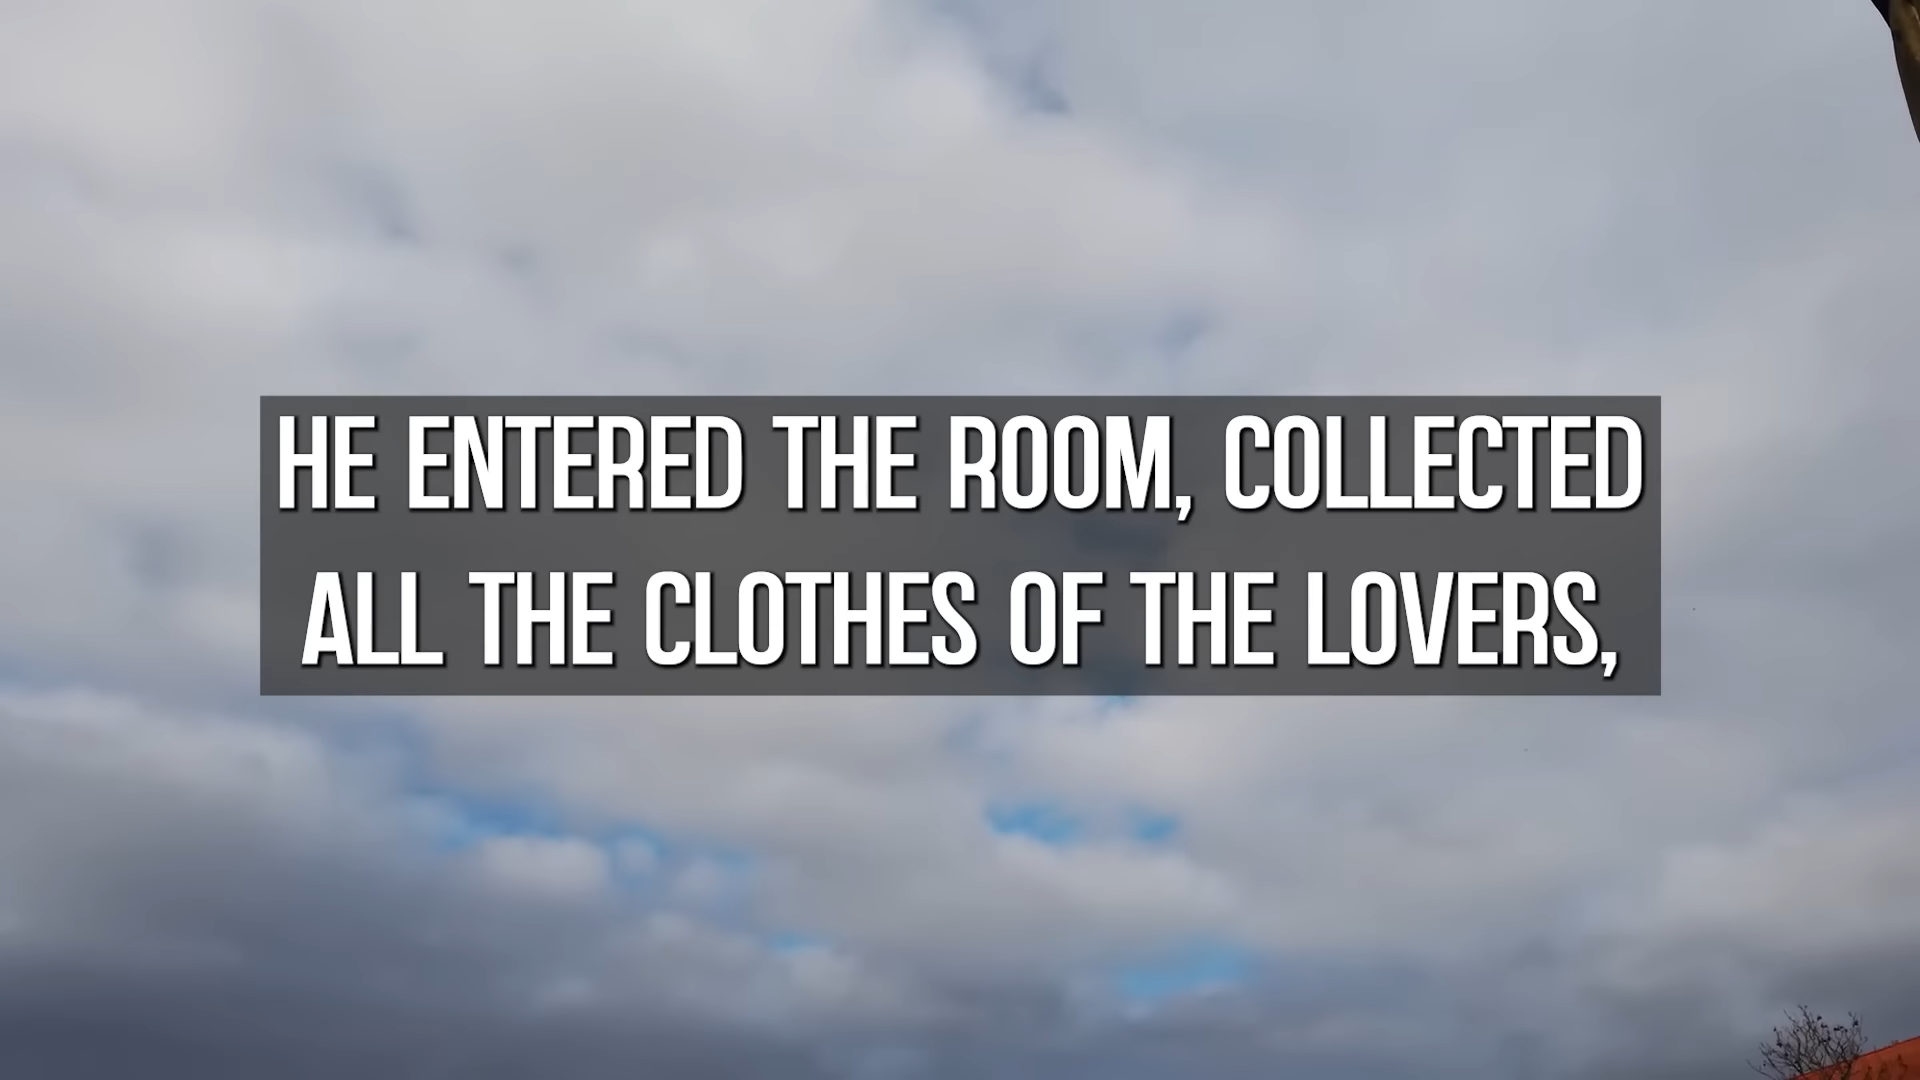 HE ENTERED THE ROOM, COLLECTED
ALL THE CLOTHES OF THE LOVERS,